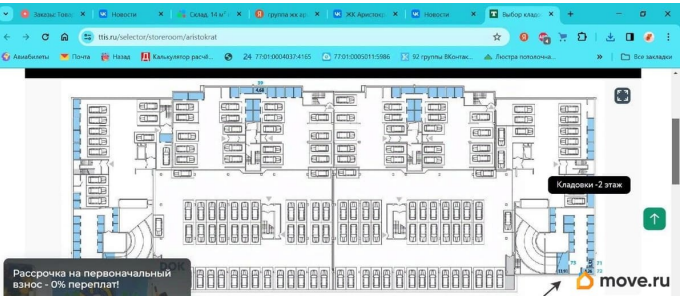 Заказы: Това
Новости
Склад, 14 м²
группа жк ар
ЖК Аристокр
Новости
Выбор кладо
ttis.ru/selector/storeroom/aristokrat
Авиабилеты
Почта
Назад
Калькулятор расчё...
24 77:01:0004037:4165
77:01:0005011:5986
92 группы ВКонтак...
Люстра потолочна...
Все закладки
4,68
Кладовки -2 этаж
Рассрочка на первоначальный
взнос - 0% переплат!
move.ru